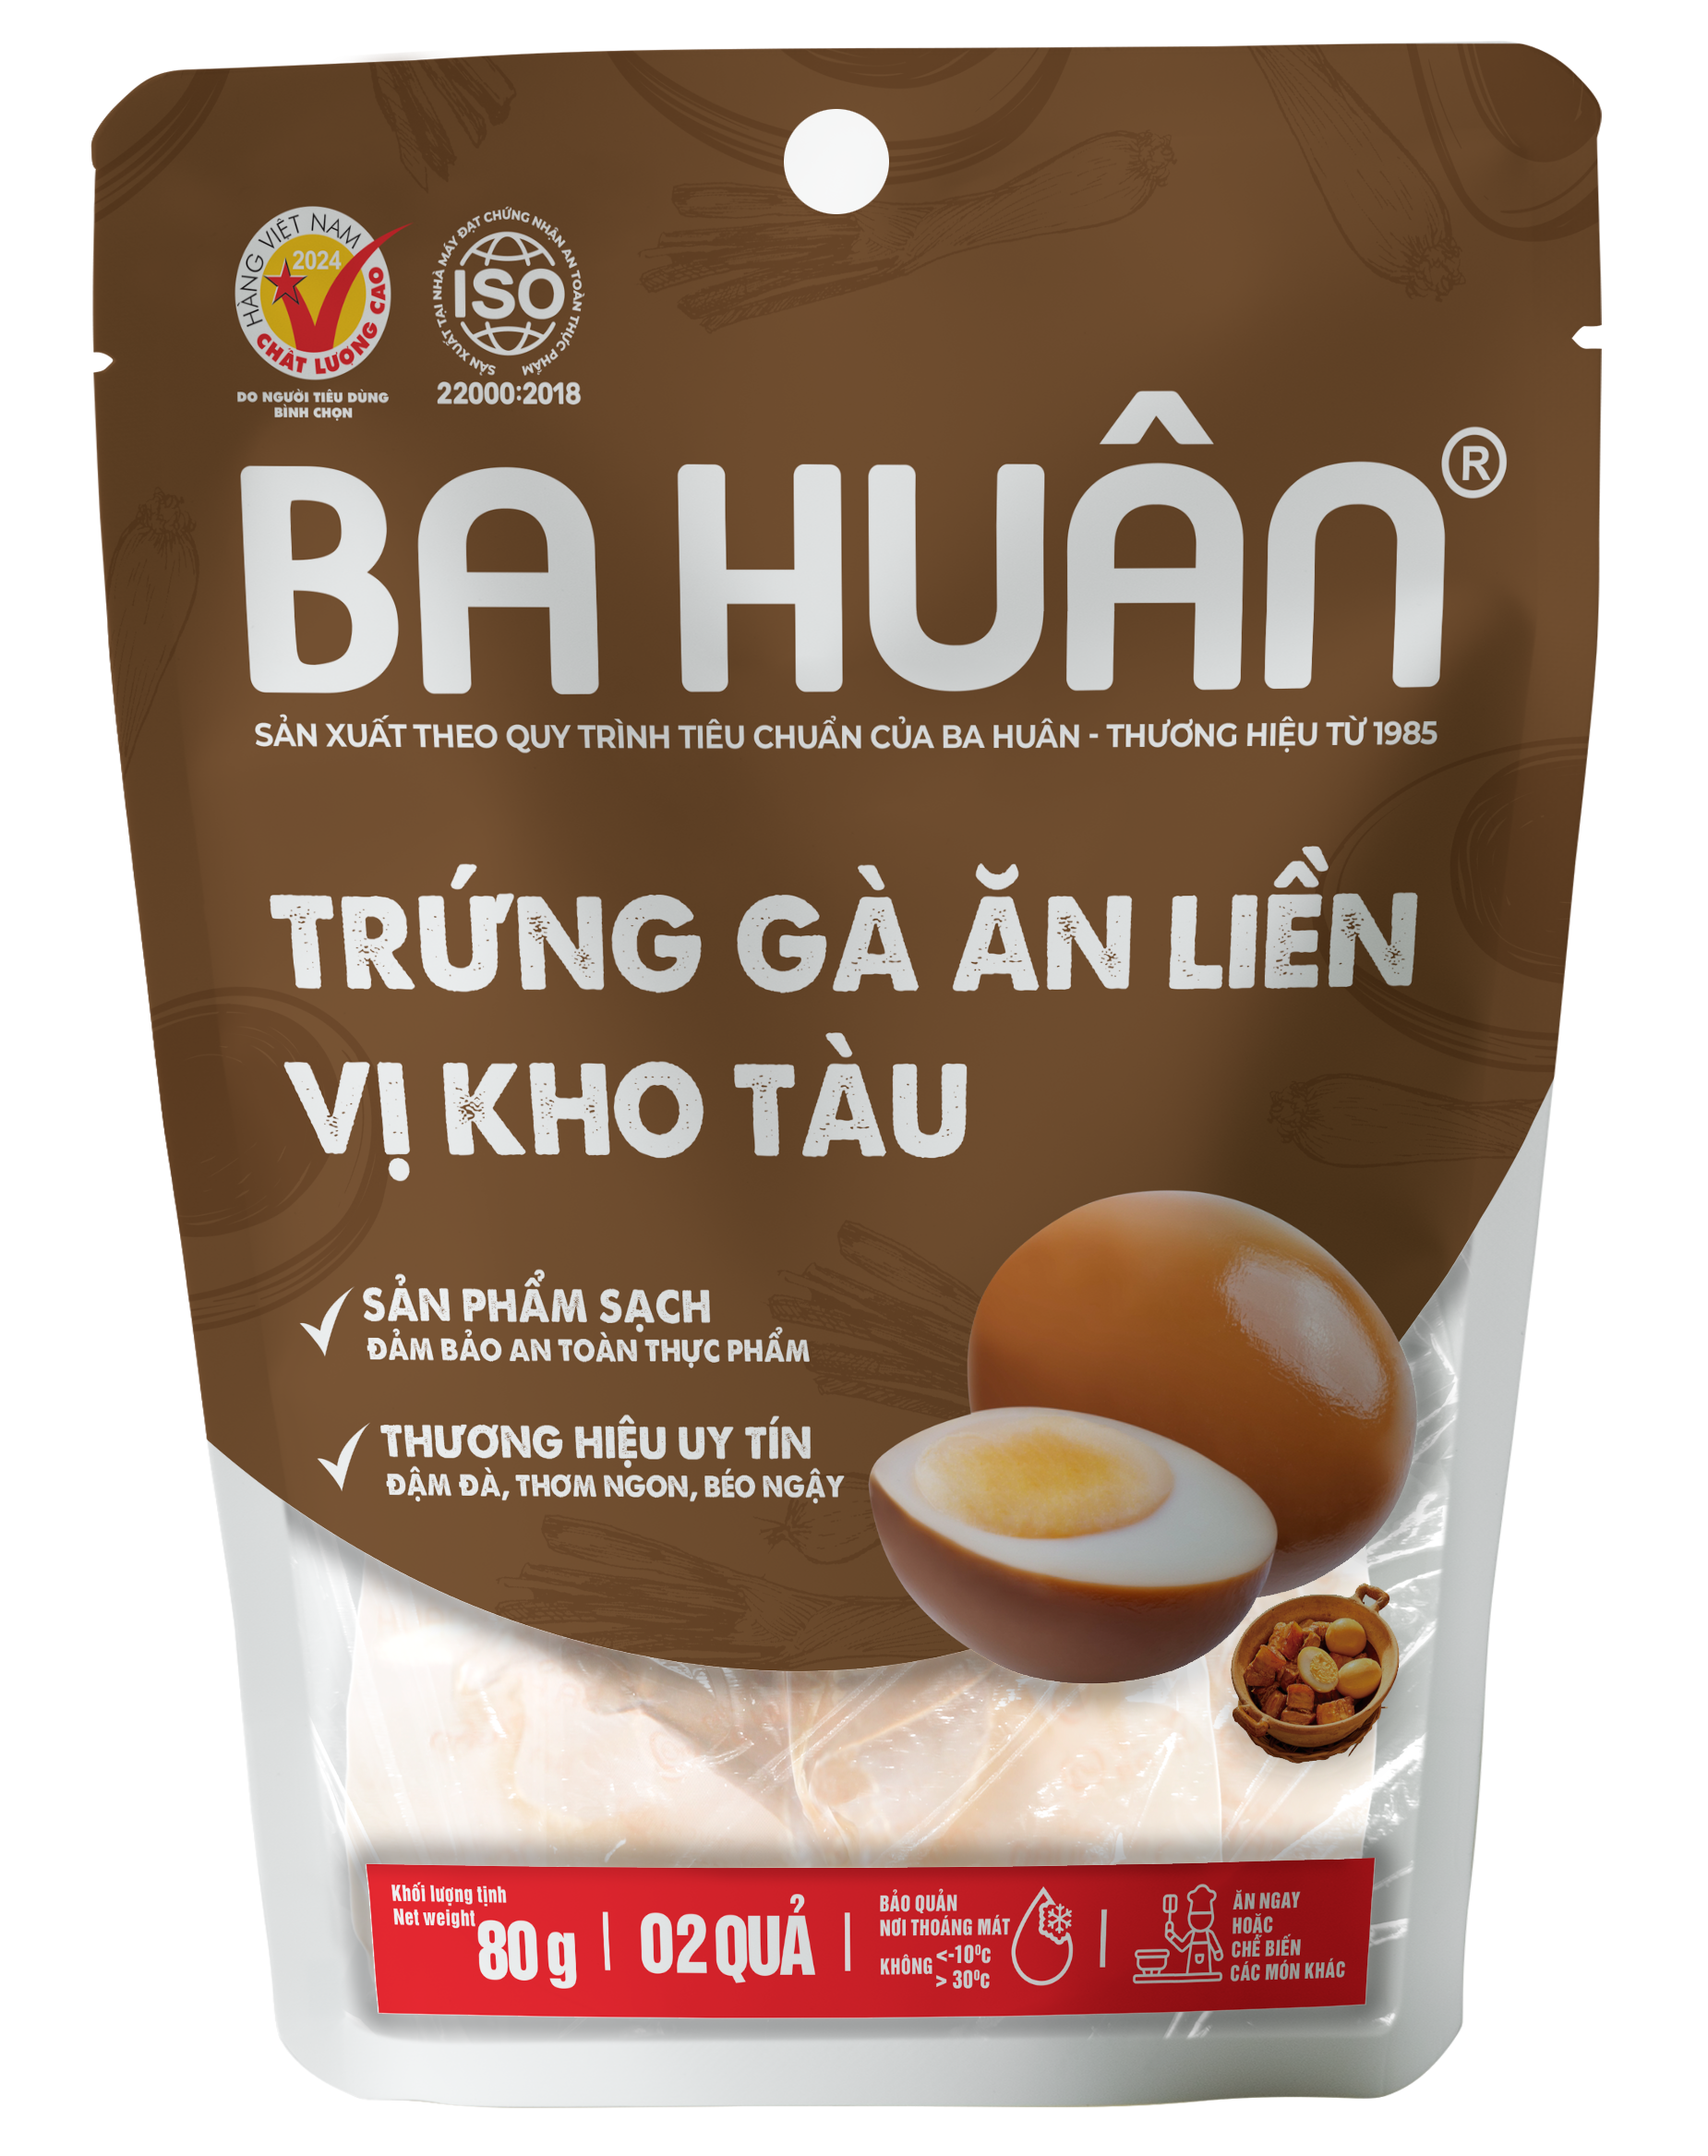 HÀNG VIỆT NAM
2024
CHẤT LƯỢNG CAO
DO NGƯỜI TIÊU DÙNG
BÌNH CHỌN
SẢN XUẤT TẠI NHÀ MÁY ĐẠT CHỨNG NHẬN AN TOÀN THỰC PHẨM
ISO
22000:2018
BA HUÂN®
SẢN XUẤT THEO QUY TRÌNH TIÊU CHUẨN CỦA BA HUÂN - THƯƠNG HIỆU TỪ 1985
TRỨNG GÀ ĂN LIỀN
VỊ KHO TÀU
SẢN PHẨM SẠCH
ĐẢM BẢO AN TOÀN THỰC PHẨM
THƯƠNG HIỆU UY TÍN
ĐẬM ĐÀ, THƠM NGON, BÉO NGẬY
Khối lượng tịnh
Net weight 80 g
02 QUẢ
BẢO QUẢN
NƠI THOÁNG MÁT
KHÔNG <-10⁰c
> 30⁰c
ĂN NGAY
HOẶC
CHẾ BIẾN
CÁC MÓN KHÁC